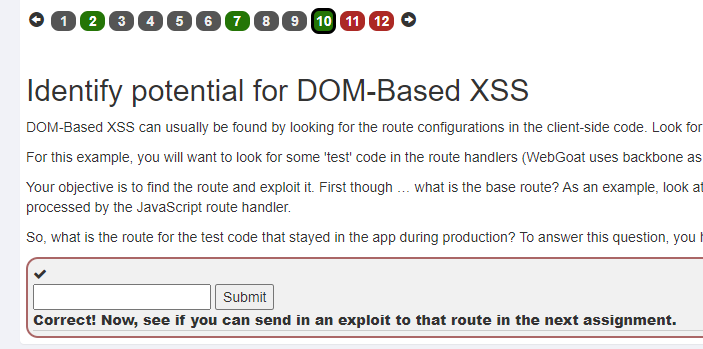 1 2 3 4 5 6 7 8 9 10 11 12
Identify potential for DOM-Based XSS
DOM-Based XSS can usually be found by looking for the route configurations in the client-side code. Look for
For this example, you will want to look for some 'test' code in the route handlers (WebGoat uses backbone as
Your objective is to find the route and exploit it. First though … what is the base route? As an example, look at
processed by the JavaScript route handler.
So, what is the route for the test code that stayed in the app during production? To answer this question, you h
Submit
Correct! Now, see if you can send in an exploit to that route in the next assignment.